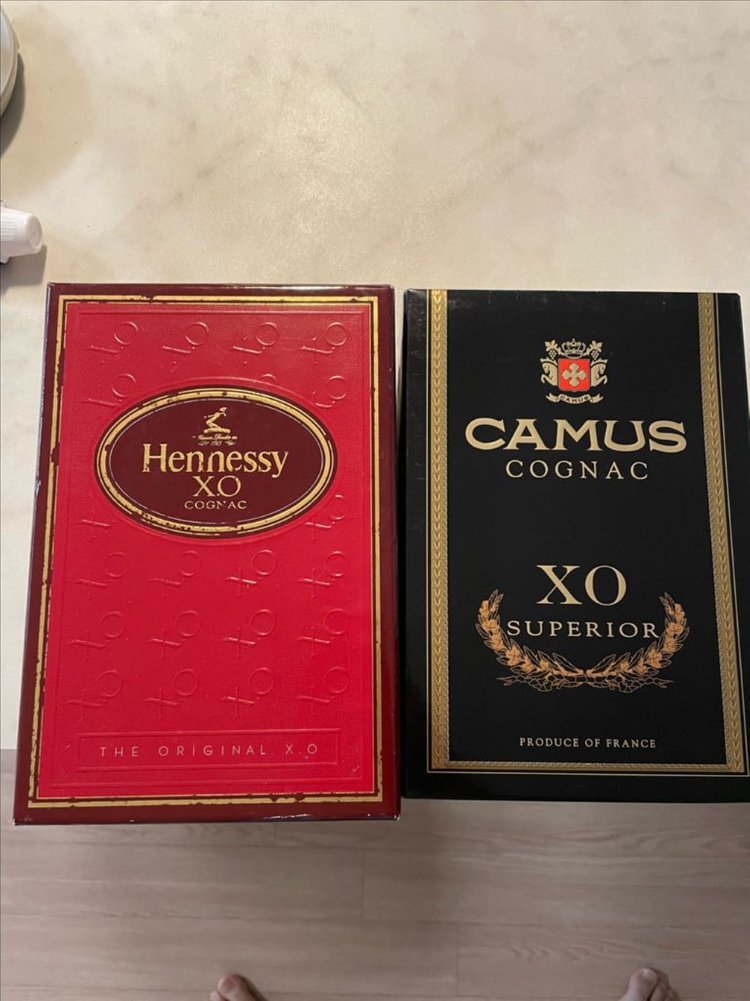 Hennessy
X.O
COGNAC
THE ORIGINAL X.O
CAMUS
CAMUS
COGNAC
XO
SUPERIOR
PRODUCE OF FRANCE